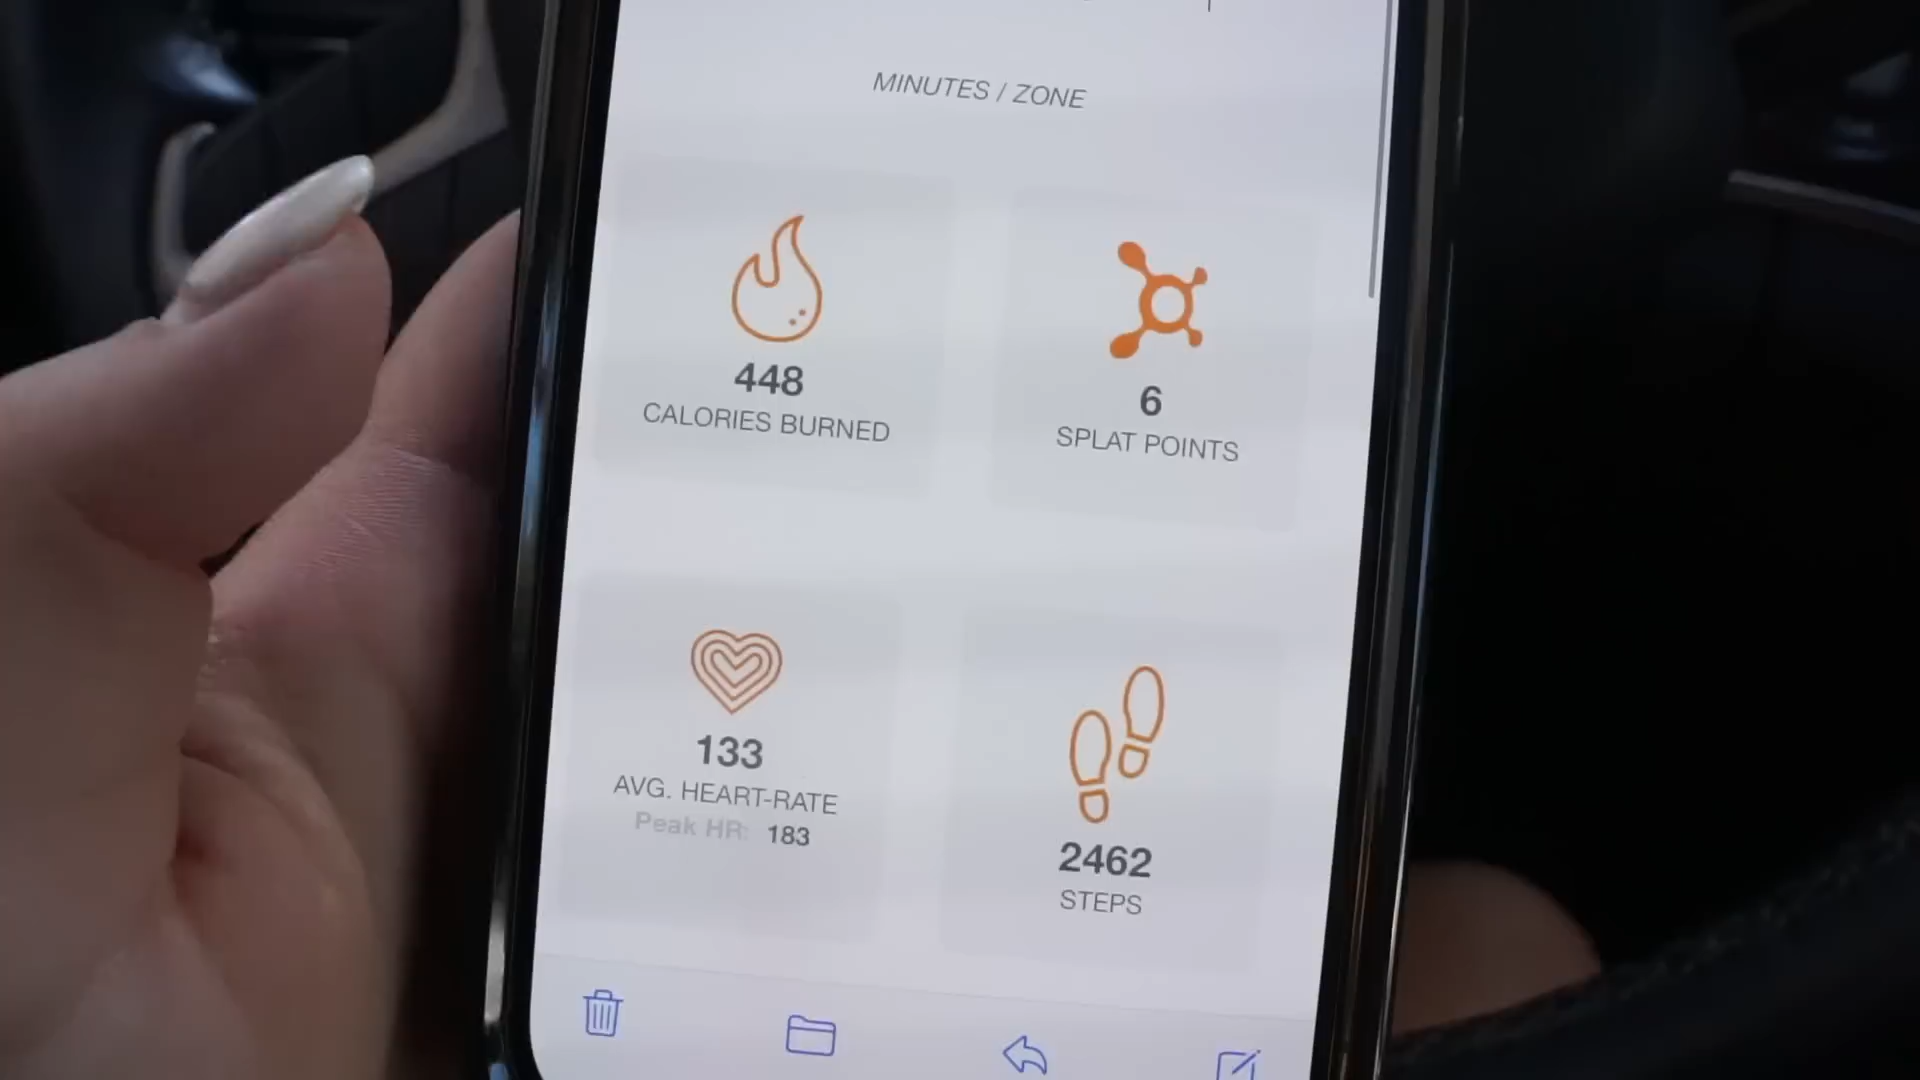 MINUTES / ZONE
448
CALORIES BURNED
6
SPLAT POINTS
133
AVG. HEART-RATE
Peak HR: 183
2462
STEPS